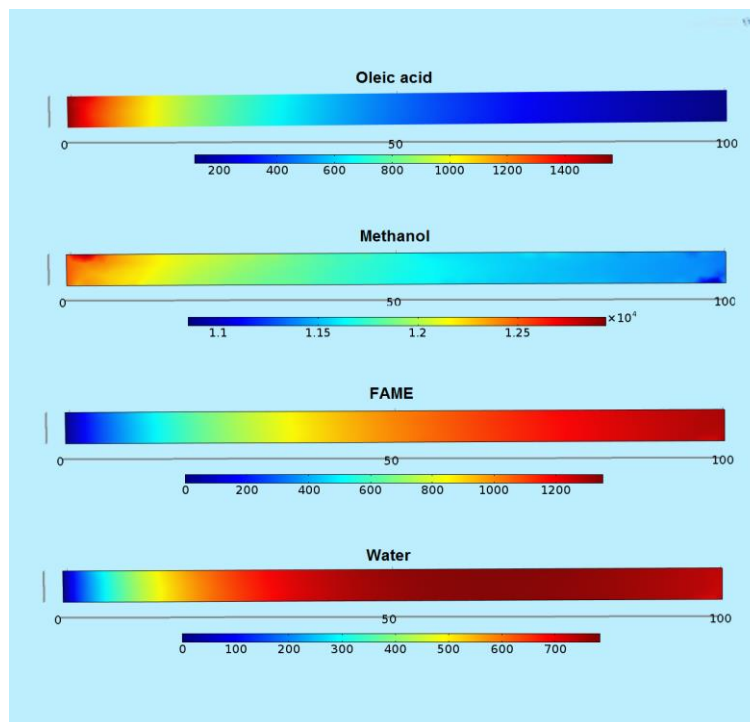 Oleic acid
0 50 100
200 400 600 800 1000 1200 1400
Methanol
0 50 100
1.1 1.15 1.2 1.25 ×10⁴
FAME
0 50 100
0 200 400 600 800 1000 1200
Water
0 50 100
0 100 200 300 400 500 600 700